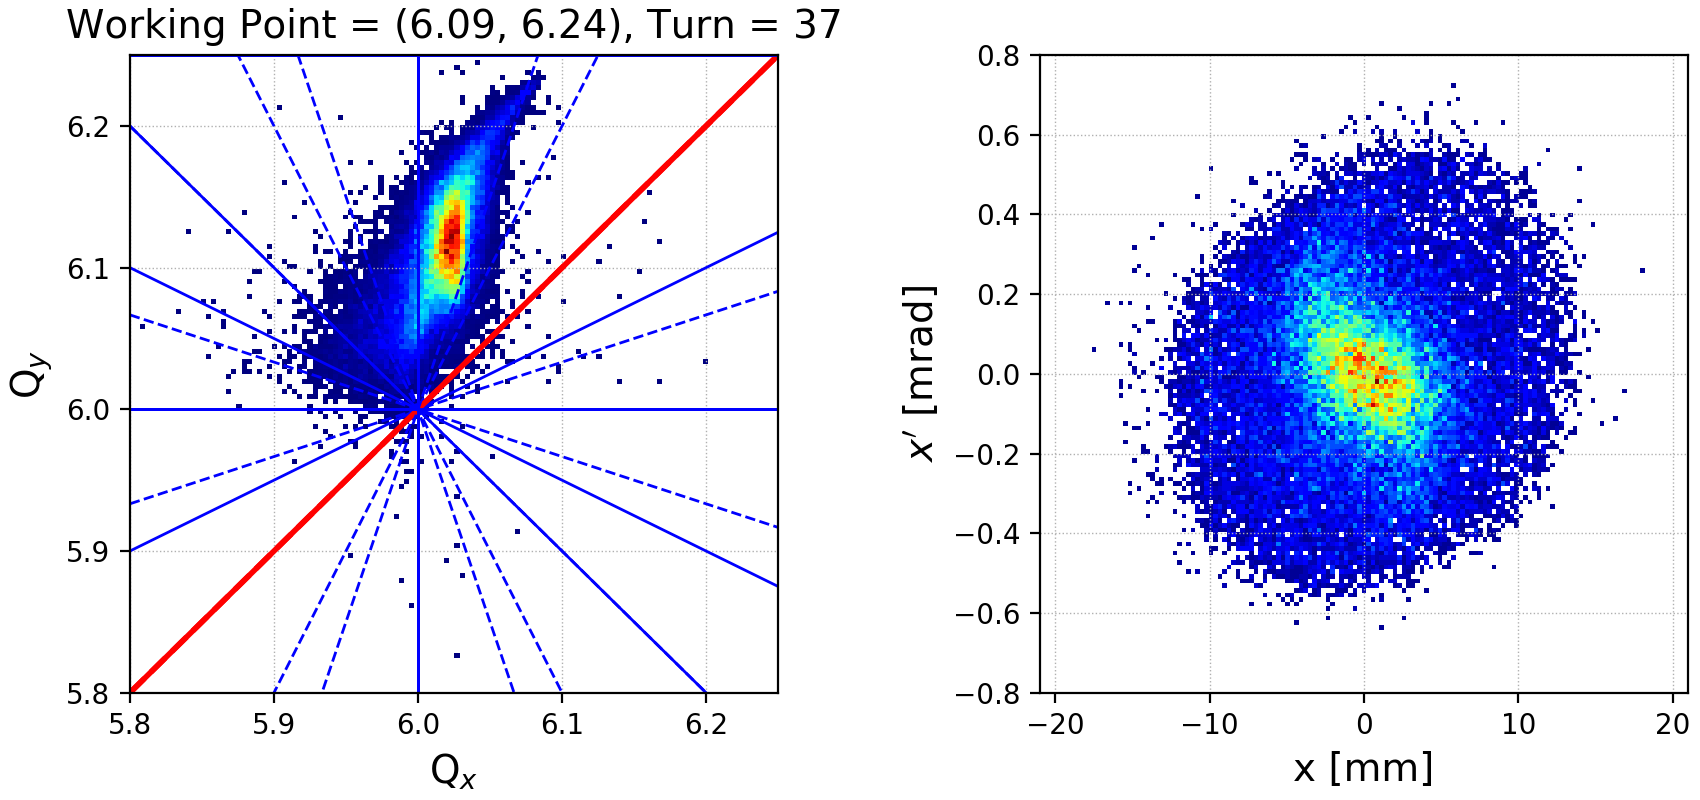 Working Point = (6.09, 6.24), Turn = 37
6.2
6.1
6.0
5.9
5.8
Q_y
5.8 5.9 6.0 6.1 6.2
Q_x
0.8
0.6
0.4
0.2
0.0
−0.2
−0.4
−0.6
−0.8
x′ [mrad]
−20 −10 0 10 20
x [mm]